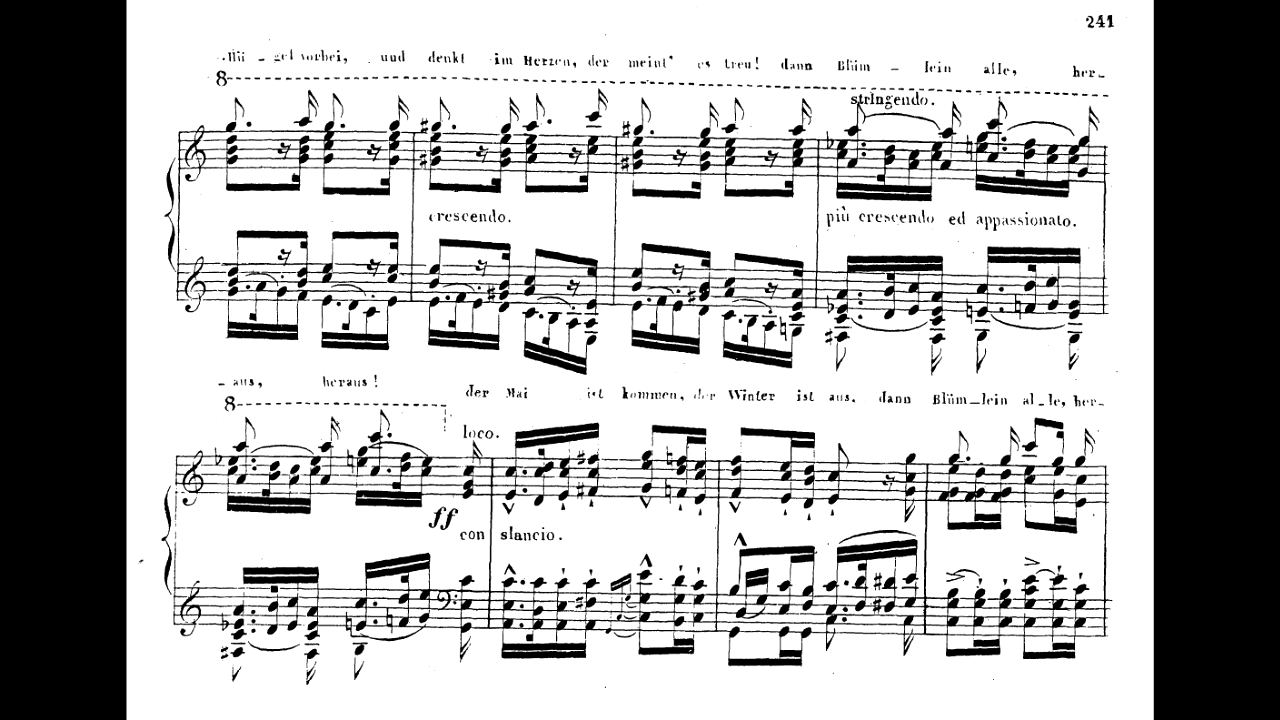 241
Hü - gel vorbei, und denkt im Herzen, der meint' es treu! dann Blüm - lein alle, her-
8
stringendo.
crescendo. più crescendo ed appassionato.
- aus, heraus! der Mai ist kommen, der Winter ist aus. dann Blüm-lein al-le, her-
8
loco.
ff
con slancio.